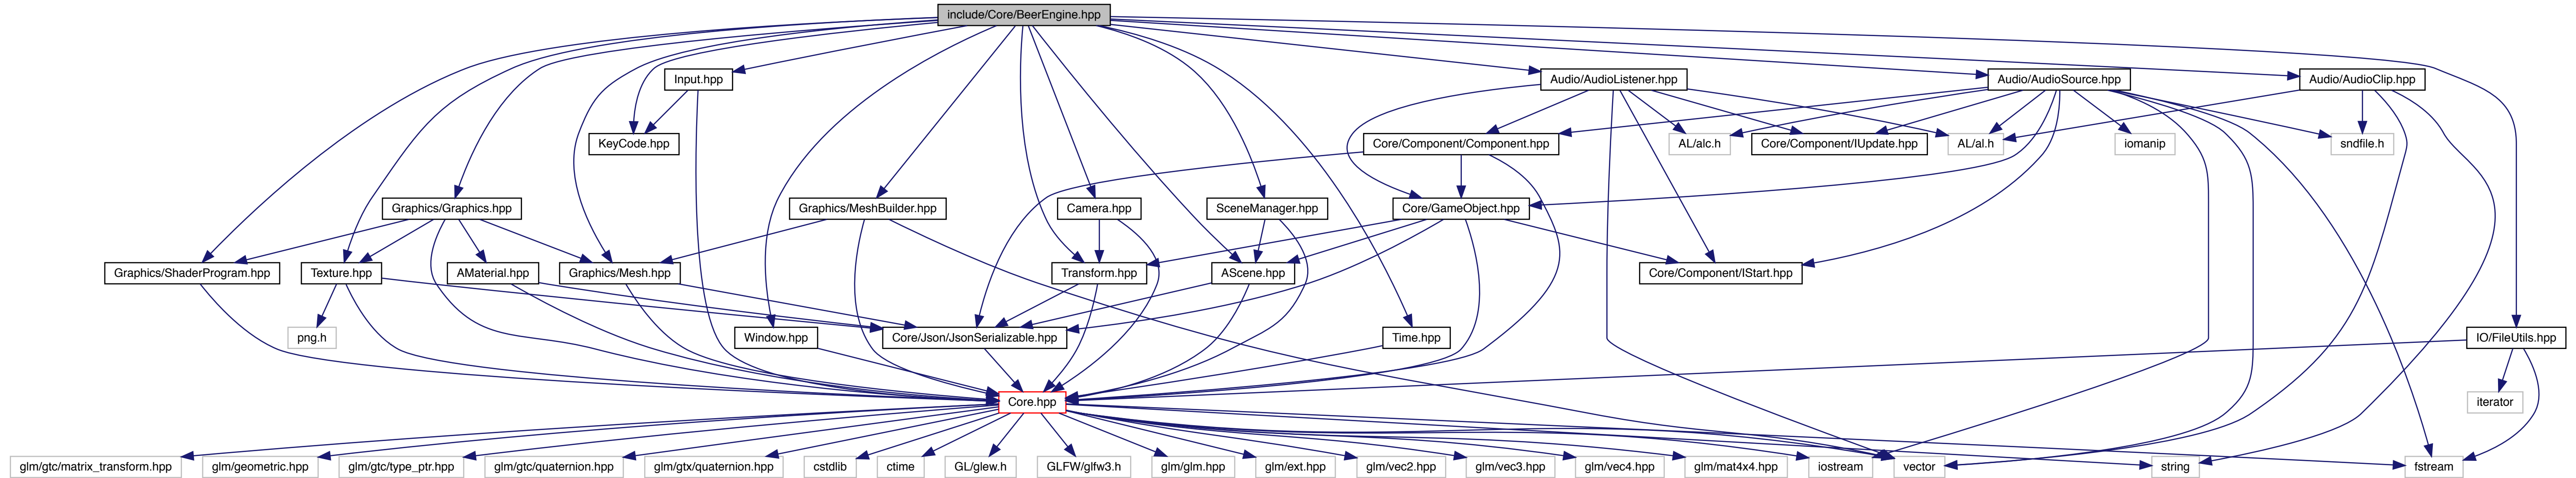 include/Core/BeerEngine.hpp
Input.hpp
Audio/AudioListener.hpp
Audio/AudioSource.hpp
Audio/AudioClip.hpp
KeyCode.hpp
Core/Component/Component.hpp
AL/alc.h
Core/Component/IUpdate.hpp
AL/al.h
iomanip
sndfile.h
Graphics/Graphics.hpp
Graphics/MeshBuilder.hpp
Camera.hpp
SceneManager.hpp
Core/GameObject.hpp
Graphics/ShaderProgram.hpp
Texture.hpp
AMaterial.hpp
Graphics/Mesh.hpp
Transform.hpp
AScene.hpp
Core/Component/IStart.hpp
png.h
Window.hpp
Core/Json/JsonSerializable.hpp
Time.hpp
IO/FileUtils.hpp
Core.hpp
iterator
glm/gtc/matrix_transform.hpp
glm/geometric.hpp
glm/gtc/type_ptr.hpp
glm/gtc/quaternion.hpp
glm/gtx/quaternion.hpp
cstdlib
ctime
GL/glew.h
GLFW/glfw3.h
glm/glm.hpp
glm/ext.hpp
glm/vec2.hpp
glm/vec3.hpp
glm/vec4.hpp
glm/mat4x4.hpp
iostream
vector
string
fstream